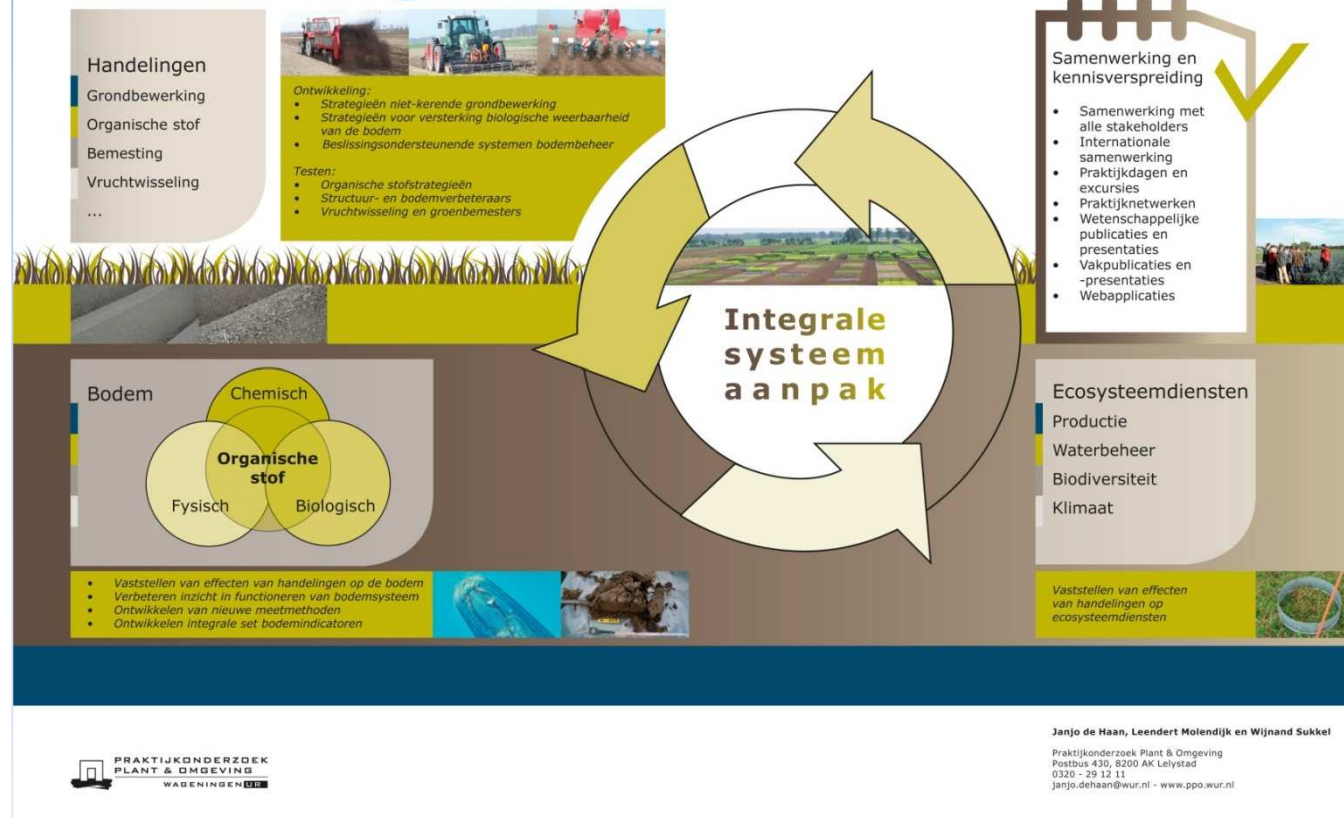 Handelingen
Grondbewerking
Organische stof
Bemesting
Vruchtwisseling
...
Ontwikkeling:
• Strategieën niet-kerende grondbewerking
• Strategieën voor versterking biologische weerbaarheid
van de bodem
• Beslissingsondersteunende systemen bodembeheer
Testen:
• Organische stofstrategieën
• Structuur- en bodemverbeteraars
• Vruchtwisseling en groenbemesters
Samenwerking en
kennisverspreiding
• Samenwerking met
alle stakeholders
• Internationale
samenwerking
• Praktijkdagen en
excursies
• Praktijknetwerken
• Wetenschappelijke
publicaties en
presentaties
• Vakpublicaties en
-presentaties
• Webapplicaties
Integrale
systeem
aanpak
Bodem
Chemisch
Organische
stof
Fysisch
Biologisch
Ecosysteemdiensten
Productie
Waterbeheer
Biodiversiteit
Klimaat
• Vaststellen van effecten van handelingen op de bodem
• Verbeteren inzicht in functioneren van bodemsysteem
• Ontwikkelen van nieuwe meetmethoden
• Ontwikkelen integrale set bodemindicatoren
Vaststellen van effecten
van handelingen op
ecosysteemdiensten
PRAKTIJKONDERZOEK
PLANT & OMGEVING
WAGENINGEN UR
Janjo de Haan, Leendert Molendijk en Wijnand Sukkel
Praktijkonderzoek Plant & Omgeving
Postbus 430, 8200 AK Lelystad
0320 - 29 12 11
janjo.dehaan@wur.nl - www.ppo.wur.nl